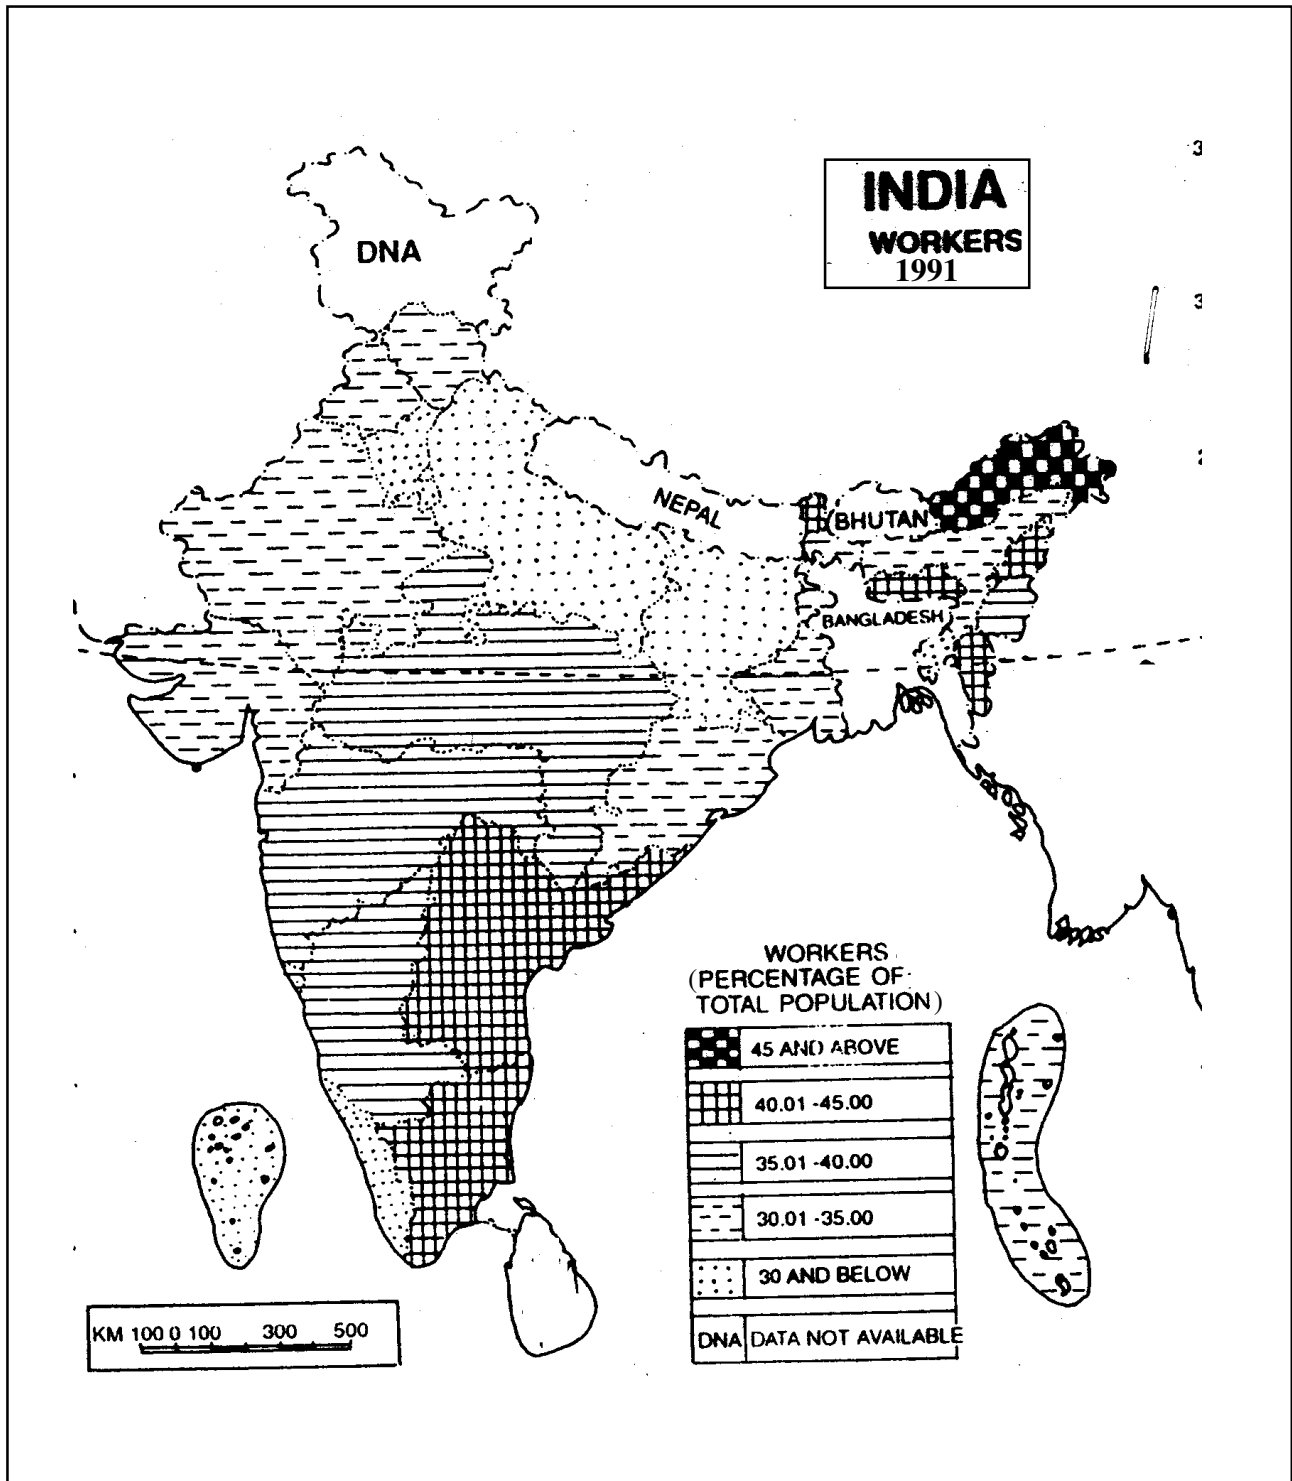 INDIA
WORKERS
1991
DNA
NEPAL
BHUTAN
BANGLADESH
WORKERS
(PERCENTAGE OF
TOTAL POPULATION)
45 AND ABOVE
40.01 -45.00
35.01 -40.00
30.01 -35.00
30 AND BELOW
DNA DATA NOT AVAILABLE
KM 100 0 100 300 500